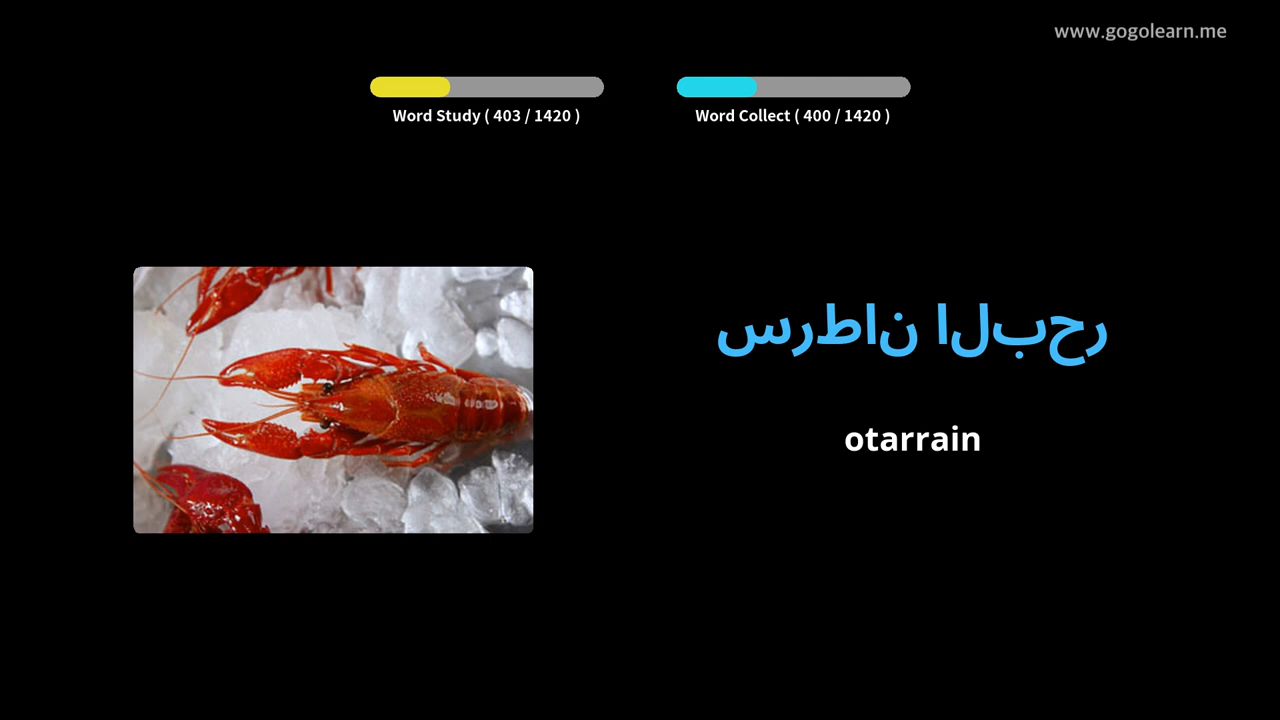 www.gogolearn.me
Word Study ( 403 / 1420 )
Word Collect ( 400 / 1420 )
سرطان البحر
otarrain